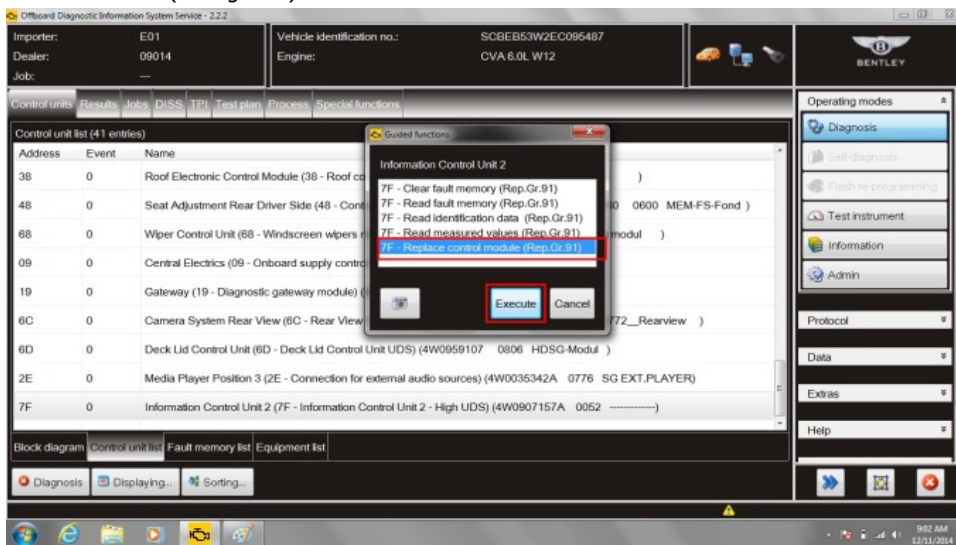 Offboard Diagnostic Information System Service - 2.2.2
Importer: E01 Vehicle identification no.: SCBEB53W2EC095487
Dealer: 09014 Engine: CVA 6.0L W12
Job: ---
BENTLEY
Control units Results Jobs DISS TPI Test plan Process Special functions
Control unit list (41 entries)
Address Event Name
38 0 Roof Electronic Control Module (38 - Roof co )
48 0 Seat Adjustment Rear Driver Side (48 - Cont 0600 MEM-FS-Fond )
68 0 Wiper Control Unit (68 - Windscreen wipers modul )
09 0 Central Electrics (09 - Onboard supply contro
19 0 Gateway (19 - Diagnostic gateway module) (
6C 0 Camera System Rear View (6C - Rear View 772__Rearview )
6D 0 Deck Lid Control Unit (6D - Deck Lid Control Unit UDS) (4W0959107 0806 HDSG-Modul )
2E 0 Media Player Position 3 (2E - Connection for external audio sources) (4W0035342A 0776 SG EXT.PLAYER)
7F 0 Information Control Unit 2 (7F - Information Control Unit 2 - High UDS) (4W0907157A 0052 ------------)
Guided functions
Information Control Unit 2
7F - Clear fault memory (Rep.Gr.91)
7F - Read fault memory (Rep.Gr.91)
7F - Read identification data (Rep.Gr.91)
7F - Read measured values (Rep.Gr.91)
7F - Replace control module (Rep.Gr.91)
Execute Cancel
Block diagram Control unit list Fault memory list Equipment list
Diagnosis Displaying... Sorting...
Operating modes
Diagnosis
Self-diagnosis
Flash re-programming
Test instrument
Information
Admin
Protocol
Data
Extras
Help
9:02 AM
12/11/2014